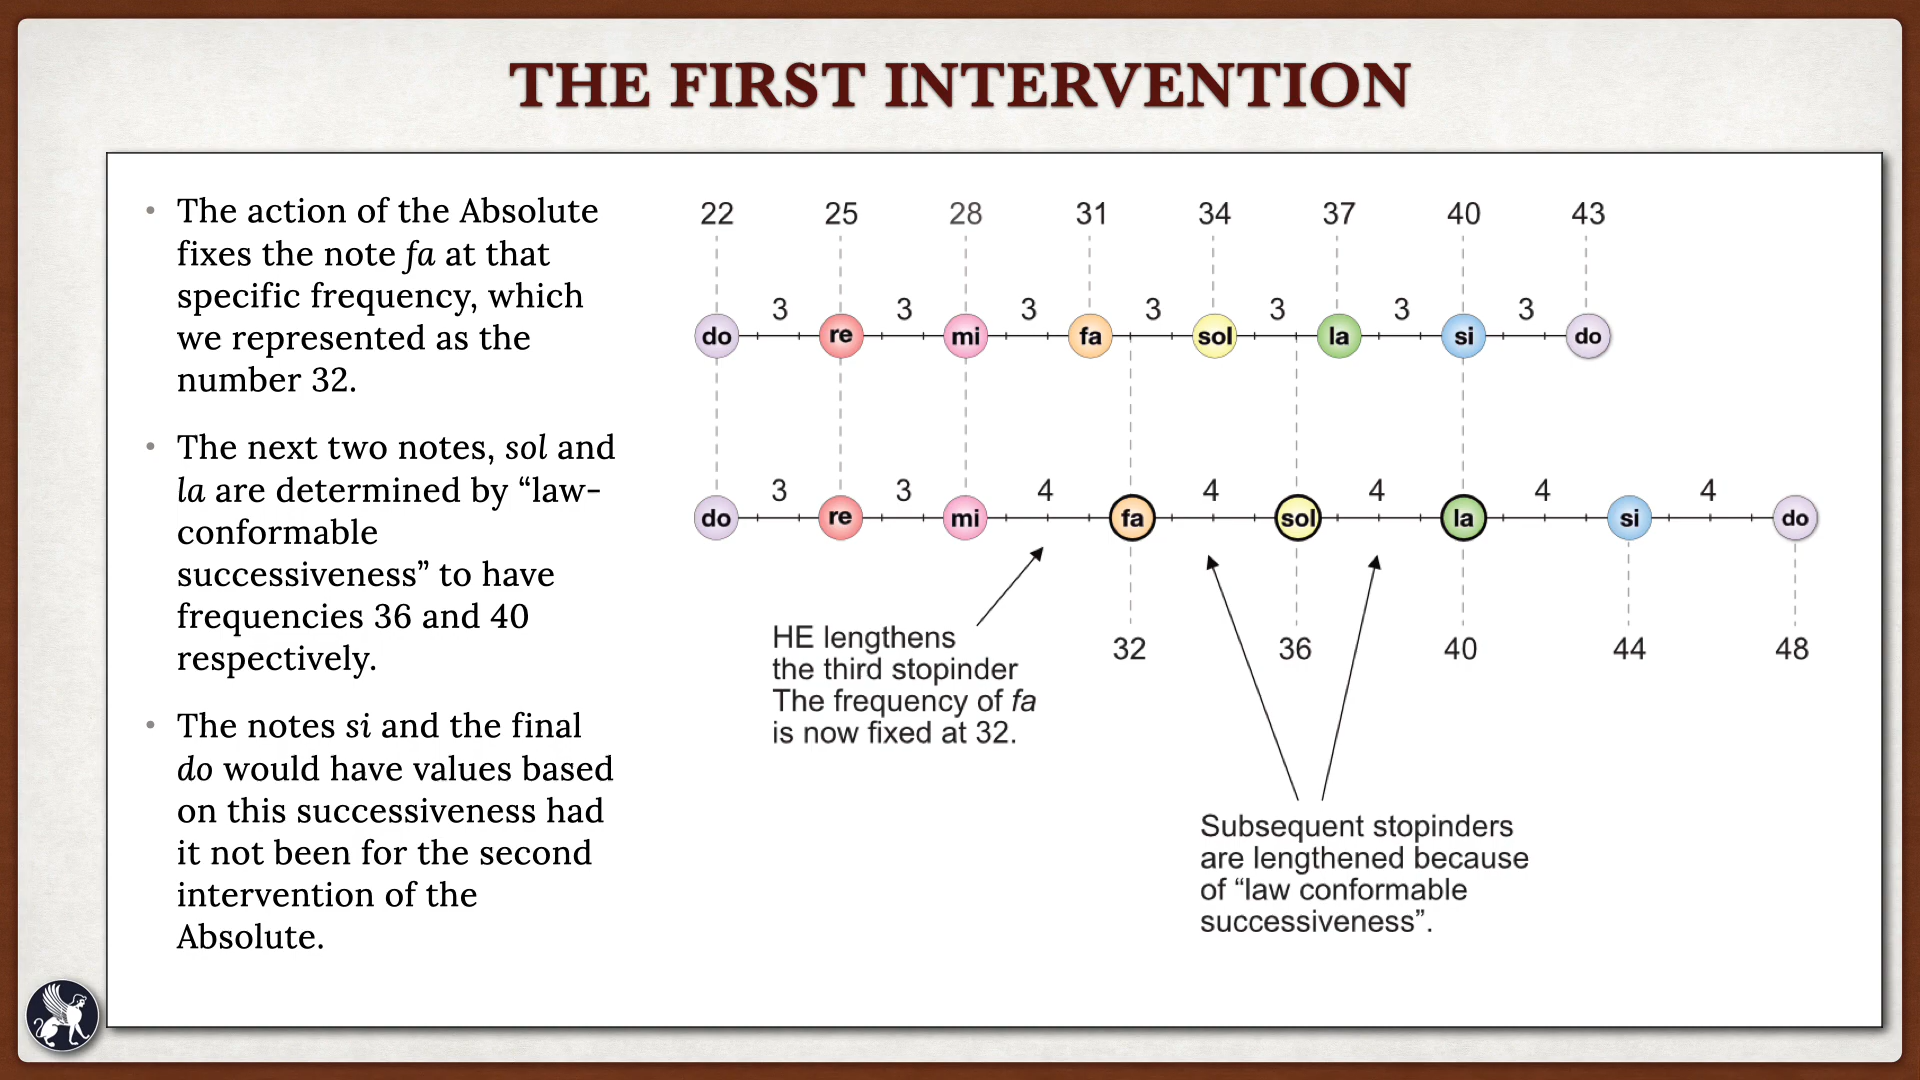 THE FIRST INTERVENTION
• The action of the Absolute
fixes the note fa at that
specific frequency, which
we represented as the
number 32.
• The next two notes, sol and
la are determined by “law-
conformable
successiveness” to have
frequencies 36 and 40
respectively.
• The notes si and the final
do would have values based
on this successiveness had
it not been for the second
intervention of the
Absolute.
22 25 28 31 34 37 40 43
3 3 3 3 3 3 3
do re mi fa sol la si do
3 3 4 4 4 4 4
do re mi fa sol la si do
32 36 40 44 48
HE lengthens
the third stopinder
The frequency of fa
is now fixed at 32.
Subsequent stopinders
are lengthened because
of “law conformable
successiveness”.